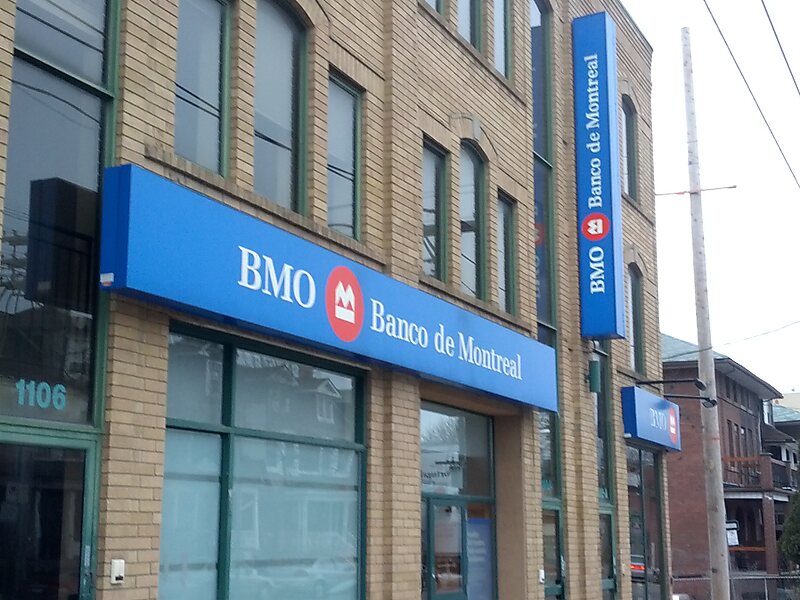 BMO Banco de Montreal
BMO Banco de Montreal
BMO
1106